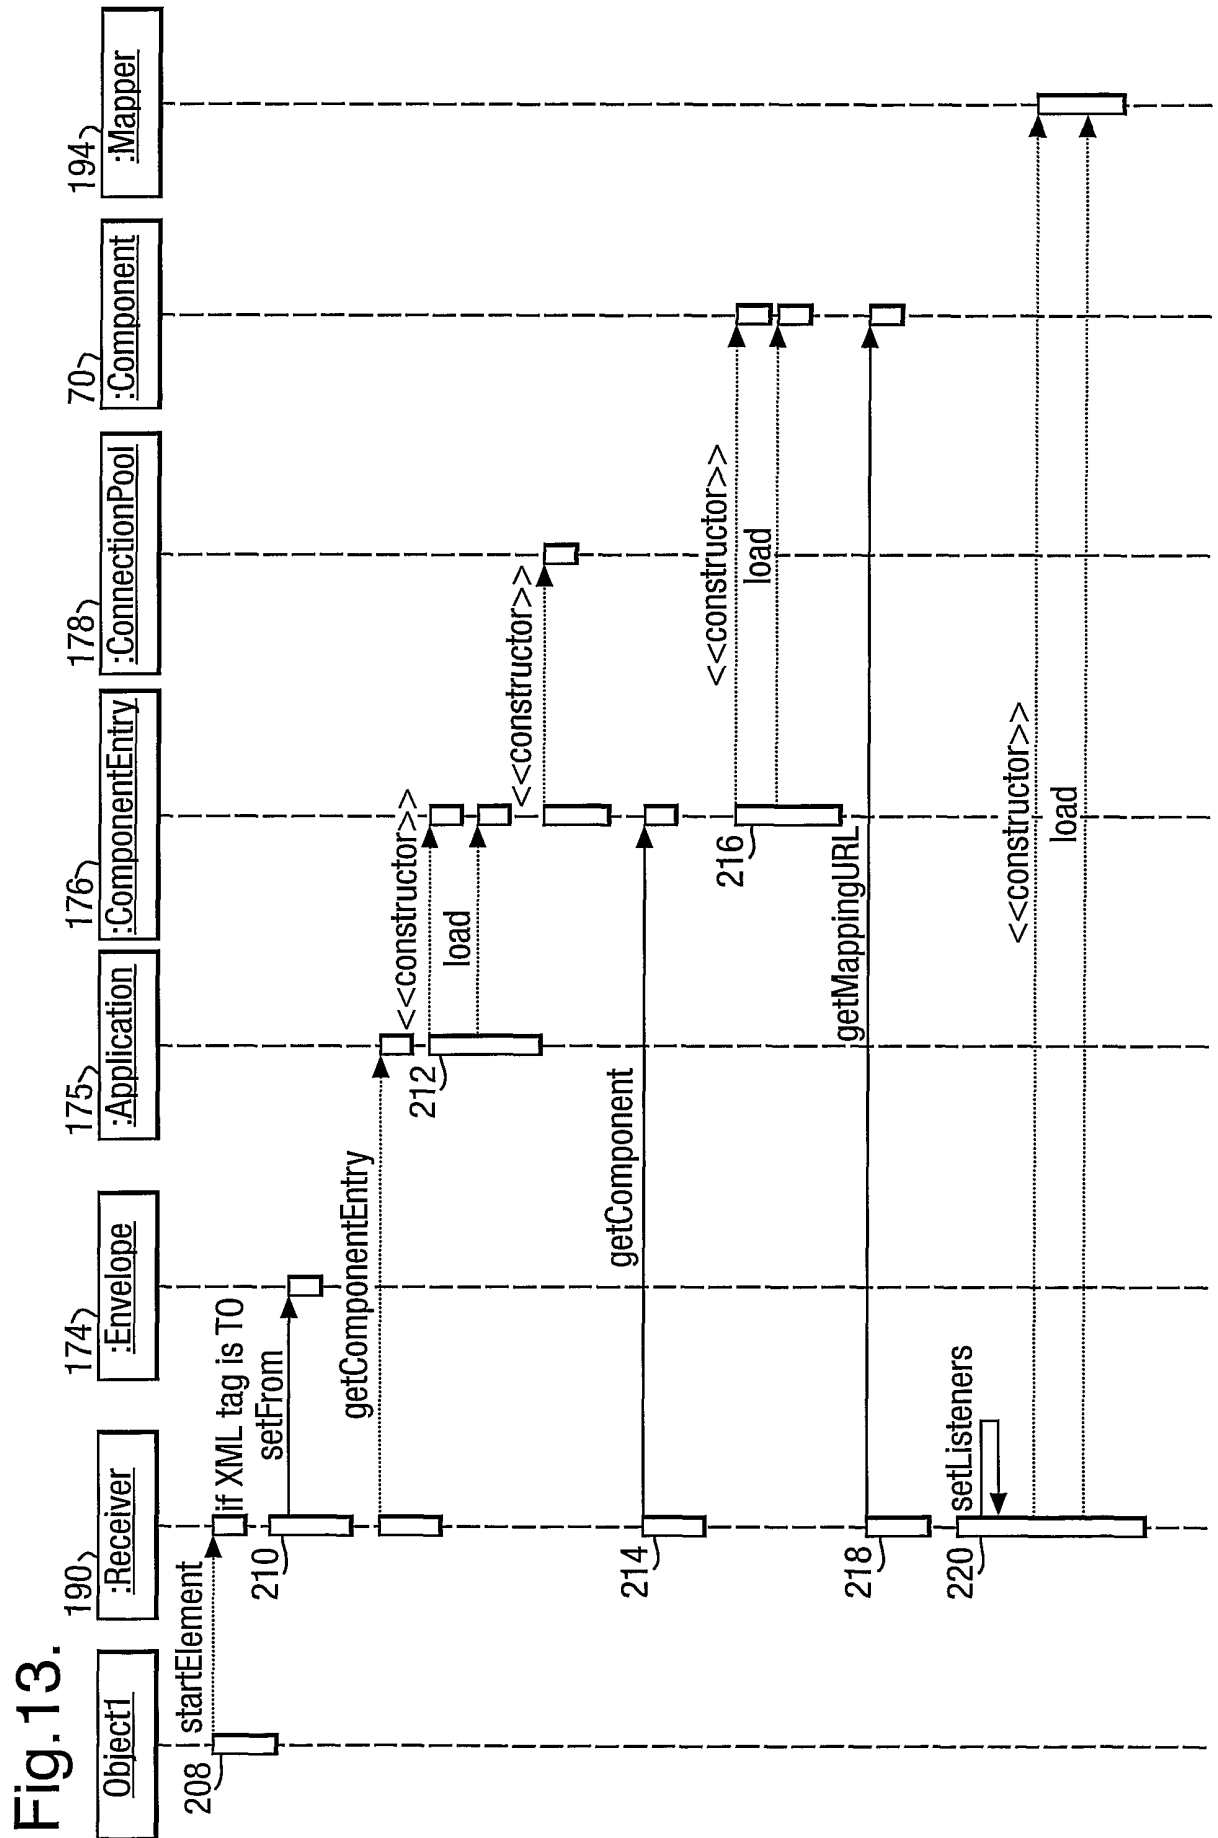 Fig.13.
Object1
190
:Receiver
174
:Envelope
175
:Application
176
:ComponentEntry
178
:ConnectionPool
70
:Component
194
:Mapper
208
startElement
if XML tag is TO
210
setFrom
getComponentEntry
212
<<constructor>>
load
<<constructor>>
214
getComponent
216
<<constructor>>
load
218
getMappingURL
220
setListeners
<<constructor>>
load